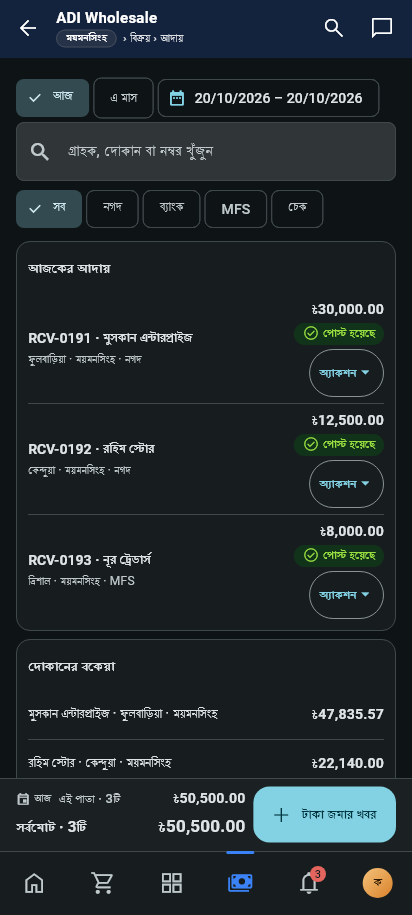 ADI Wholesale
ময়মনসিংহ › বিক্রয় › আদায়
আজ
এ মাস
20/10/2026 – 20/10/2026
গ্রাহক, দোকান বা নম্বর খুঁজুন
সব
নগদ
ব্যাংক
MFS
চেক
আজকের আদায়
৳30,000.00
RCV-0191 · মুসকান এন্টারপ্রাইজ
পোস্ট হয়েছে
ফুলবাড়িয়া · ময়মনসিংহ · নগদ
অ্যাকশন
৳12,500.00
RCV-0192 · রহিম স্টোর
পোস্ট হয়েছে
কেন্দুয়া · ময়মনসিংহ · নগদ
অ্যাকশন
৳8,000.00
RCV-0193 · নূর ট্রেডার্স
পোস্ট হয়েছে
ত্রিশাল · ময়মনসিংহ · MFS
অ্যাকশন
দোকানের বকেয়া
মুসকান এন্টারপ্রাইজ · ফুলবাড়িয়া · ময়মনসিংহ ৳47,835.57
রহিম স্টোর · কেন্দুয়া · ময়মনসিংহ ৳22,140.00
আজ এই পাতা · 3টি ৳50,500.00
সর্বমোট · 3টি ৳50,500.00
টাকা জমার খবর
3
ক